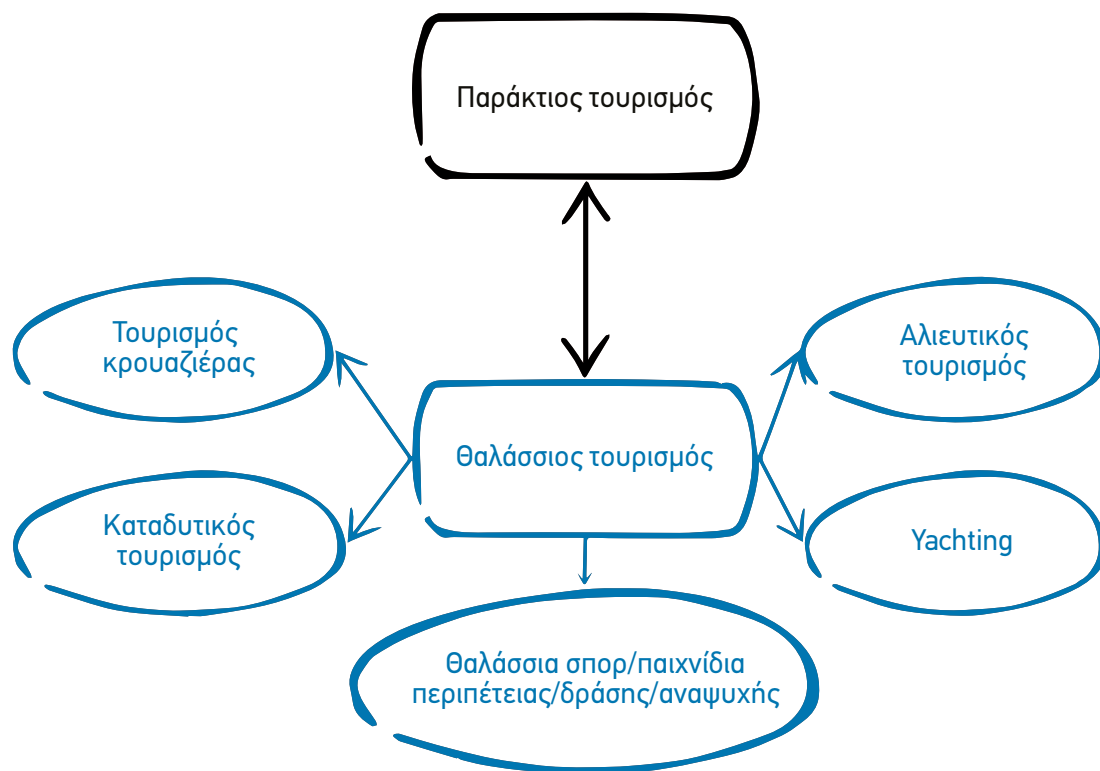 Παράκτιος τουρισμός
Τουρισμός
κρουαζιέρας
Αλιευτικός
τουρισμός
Θαλάσσιος τουρισμός
Καταδυτικός
τουρισμός
Yachting
Θαλάσσια σπορ/παιχνίδια
περιπέτειας/δράσης/αναψυχής